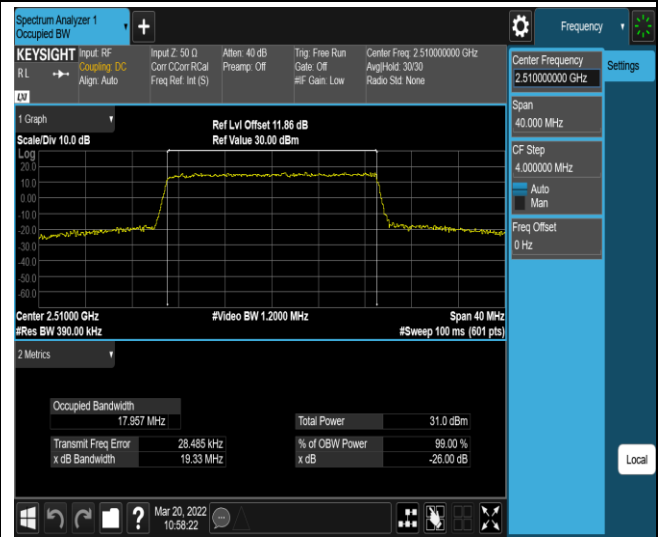 Spectrum Analyzer 1
Occupied BW
Frequency
KEYSIGHT
RL
LXI
Input: RF
Coupling: DC
Align: Auto
Input Z: 50 Ω
Corr CCorr RCal
Freq Ref: Int (S)
Atten: 40 dB
Preamp: Off
Trig: Free Run
Gate: Off
#IF Gain: Low
Center Freq: 2.510000000 GHz
Avg|Hold: 30/30
Radio Std: None
Center Frequency
2.510000000 GHz
Settings
Span
40.000 MHz
CF Step
4.000000 MHz
Auto
Man
Freq Offset
0 Hz
1 Graph
Scale/Div 10.0 dB
Ref Lvl Offset 11.86 dB
Ref Value 30.00 dBm
Log
20.0
10.0
0.00
-10.0
-20.0
-30.0
-40.0
-50.0
-60.0
Center 2.51000 GHz
#Res BW 390.00 kHz
#Video BW 1.2000 MHz
Span 40 MHz
#Sweep 100 ms (601 pts)
2 Metrics
Occupied Bandwidth
17.957 MHz
Total Power 31.0 dBm
Transmit Freq Error 28.485 kHz
% of OBW Power 99.00 %
x dB Bandwidth 19.33 MHz
x dB -26.00 dB
Local
?
Mar 20, 2022
10:58:22